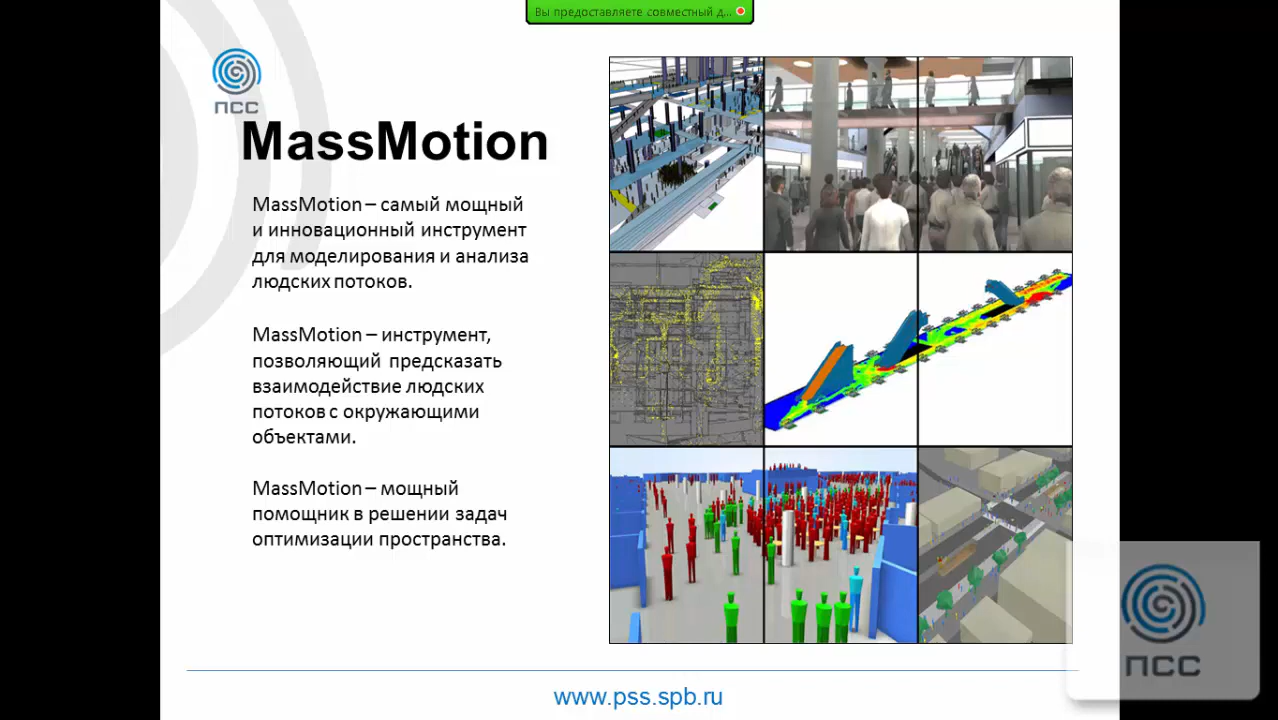 Вы предоставляете совместный д...
ПСС
MassMotion
MassMotion – самый мощный
и инновационный инструмент
для моделирования и анализа
людских потоков.
MassMotion – инструмент,
позволяющий предсказать
взаимодействие людских
потоков с окружающими
объектами.
MassMotion – мощный
помощник в решении задач
оптимизации пространства.
ПСС
www.pss.spb.ru